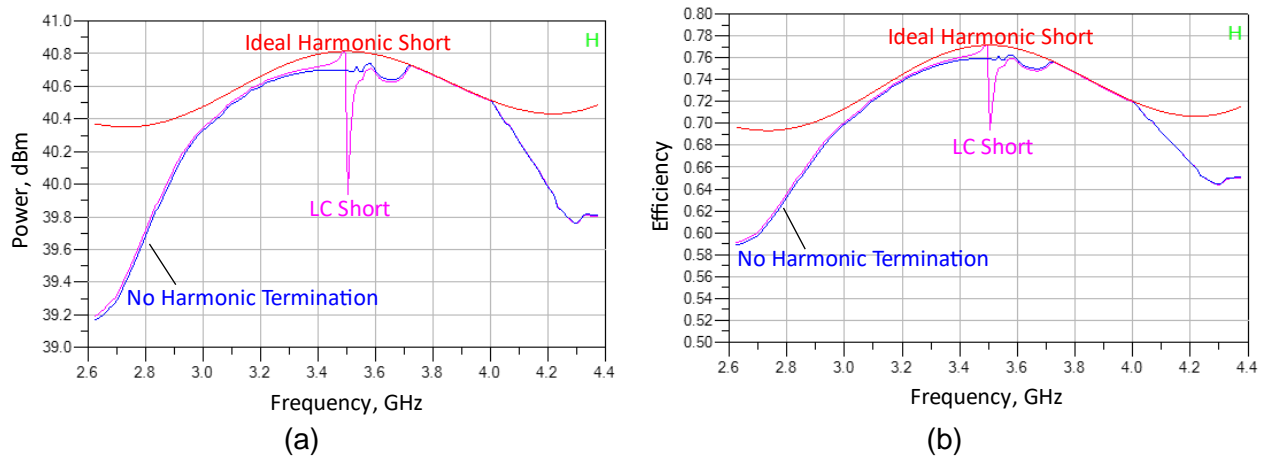 41.0
40.8
40.6
40.4
40.2
40.0
39.8
39.6
39.4
39.2
39.0
Power, dBm
Ideal Harmonic Short
H
LC Short
No Harmonic Termination
2.6 2.8 3.0 3.2 3.4 3.6 3.8 4.0 4.2 4.4
Frequency, GHz
(a)
0.80
0.78
0.76
0.74
0.72
0.70
0.68
0.66
0.64
0.62
0.60
0.58
0.56
0.54
0.52
0.50
Efficiency
Ideal Harmonic Short
H
LC Short
No Harmonic Termination
2.6 2.8 3.0 3.2 3.4 3.6 3.8 4.0 4.2 4.4
Frequency, GHz
(b)